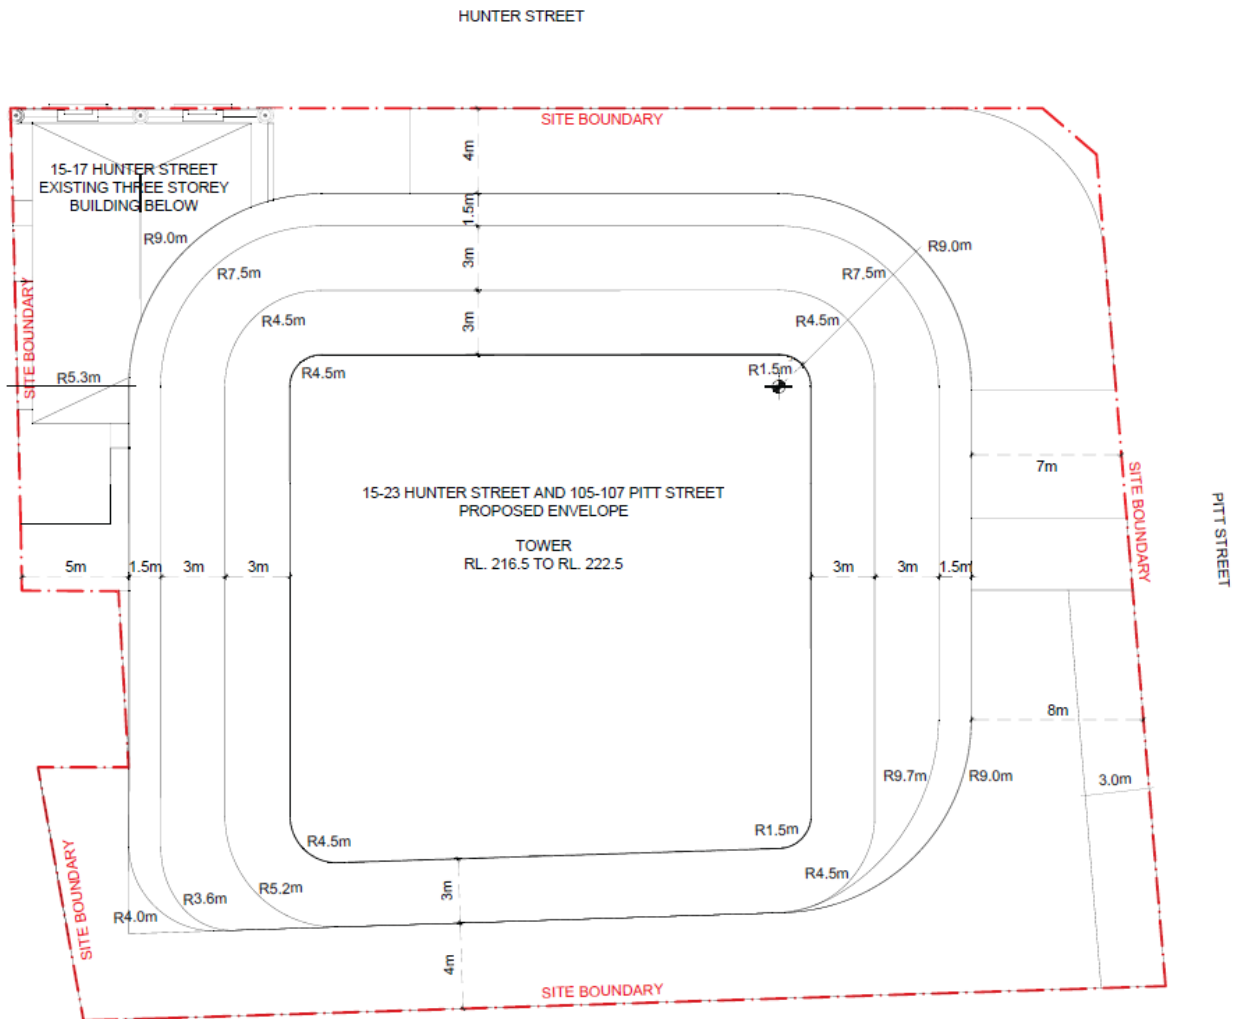 HUNTER STREET
SITE BOUNDARY
4m
15-17 HUNTER STREET
EXISTING THREE STOREY
BUILDING BELOW
1.5m
R9.0m
R9.0m
3m
R7.5m
R7.5m
SITE BOUNDARY
R4.5m
3m
R4.5m
R5.3m
R4.5m
R1.5m
7m
SITE BOUNDARY
PITT STREET
15-23 HUNTER STREET AND 105-107 PITT STREET
PROPOSED ENVELOPE
TOWER
RL. 216.5 TO RL. 222.5
5m
1.5m
3m
3m
3m
3m
1.5m
8m
R9.7m
R9.0m
3.0m
R4.5m
R1.5m
SITE BOUNDARY
R4.0m
R3.6m
R5.2m
3m
R4.5m
4m
SITE BOUNDARY